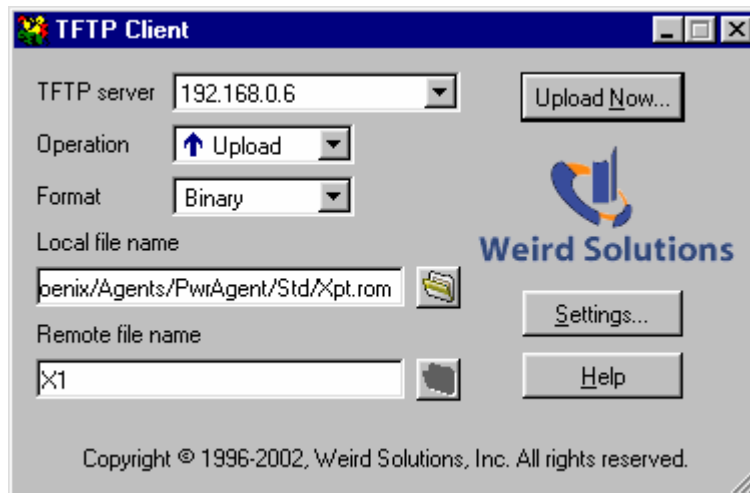 TFTP Client
TFTP server 192.168.0.6 Upload Now...
Operation Upload
Format Binary
Local file name
Weird Solutions
oenix/Agents/PwrAgent/Std/Xpt.rom
Settings...
Remote file name
X1 Help
Copyright © 1996-2002, Weird Solutions, Inc. All rights reserved.